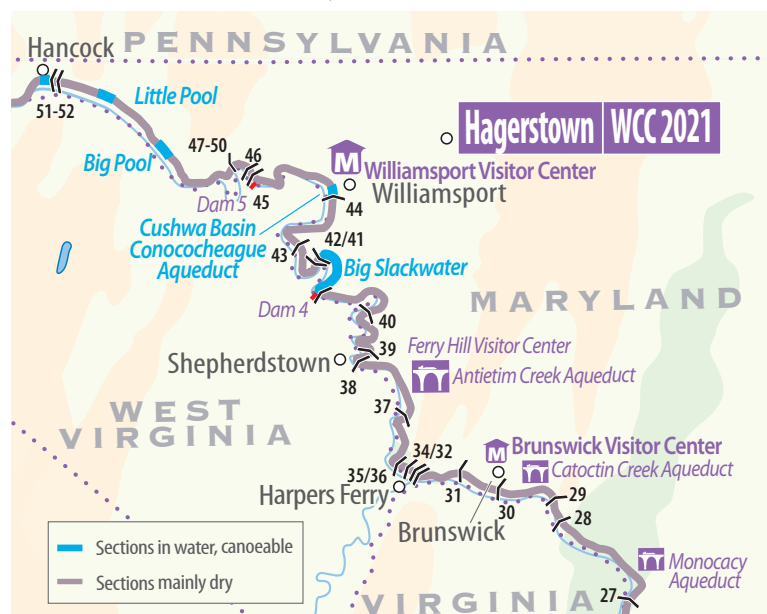 PENNSYLVANIA
Hancock
51-52
Little Pool
Big Pool
47-50
46
Hagerstown WCC 2021
M
Williamsport Visitor Center
Williamsport
Dam 5
45
44
Cushwa Basin
Conococheague
Aqueduct
42/41
43
Big Slackwater
Dam 4
MARYLAND
40
39
Ferry Hill Visitor Center
Shepherdstown
38
Antietim Creek Aqueduct
WEST
VIRGINIA
37
34/32
35/36
Harpers Ferry
M
Brunswick Visitor Center
Catoctin Creek Aqueduct
31
30
29
28
Brunswick
Sections in water, canoeable
Sections mainly dry
Monocacy
Aqueduct
27
VIRGINIA